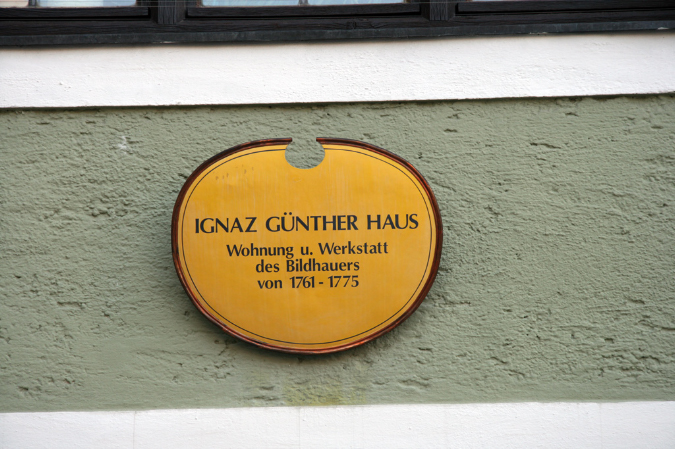 IGNAZ GÜNTHER HAUS
Wohnung u. Werkstatt
des Bildhauers
von 1761 - 1775